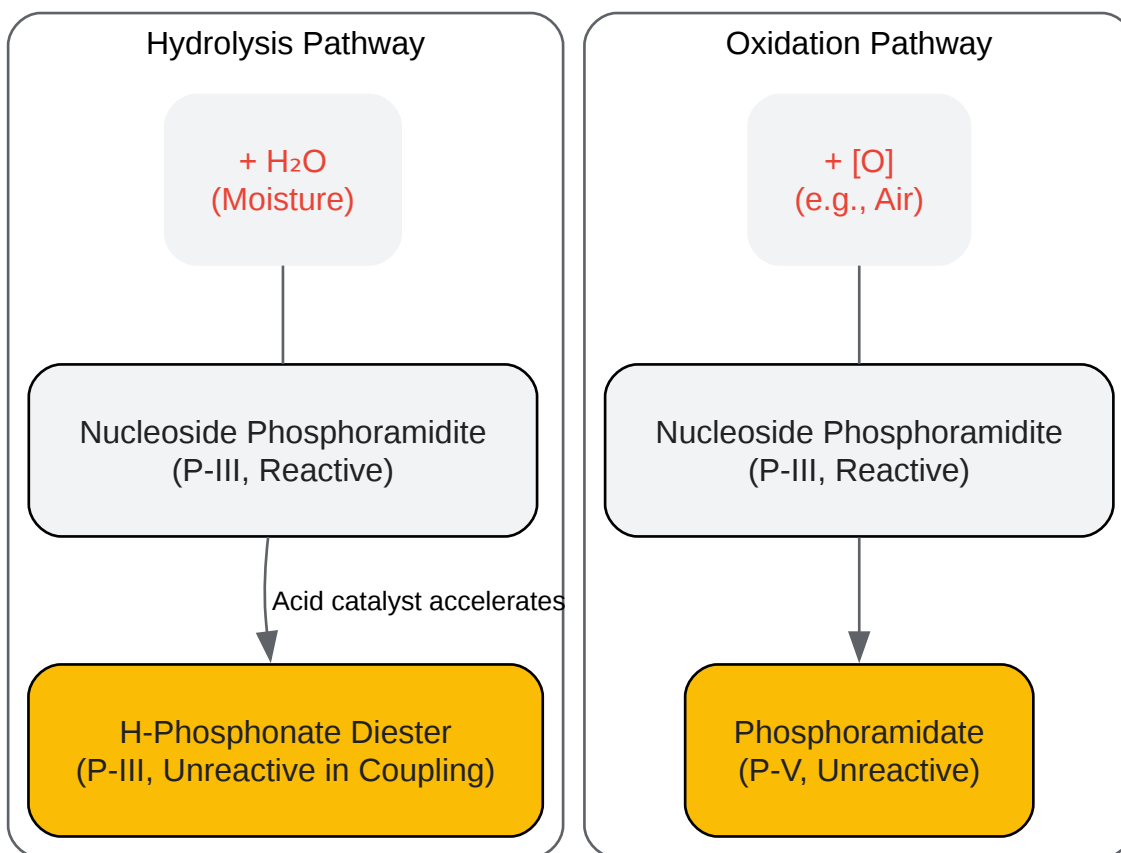 Hydrolysis Pathway
+ H₂O
(Moisture)
Nucleoside Phosphoramidite
(P-III, Reactive)
Acid catalyst accelerates
H-Phosphonate Diester
(P-III, Unreactive in Coupling)
Oxidation Pathway
+ [O]
(e.g., Air)
Nucleoside Phosphoramidite
(P-III, Reactive)
Phosphoramidate
(P-V, Unreactive)